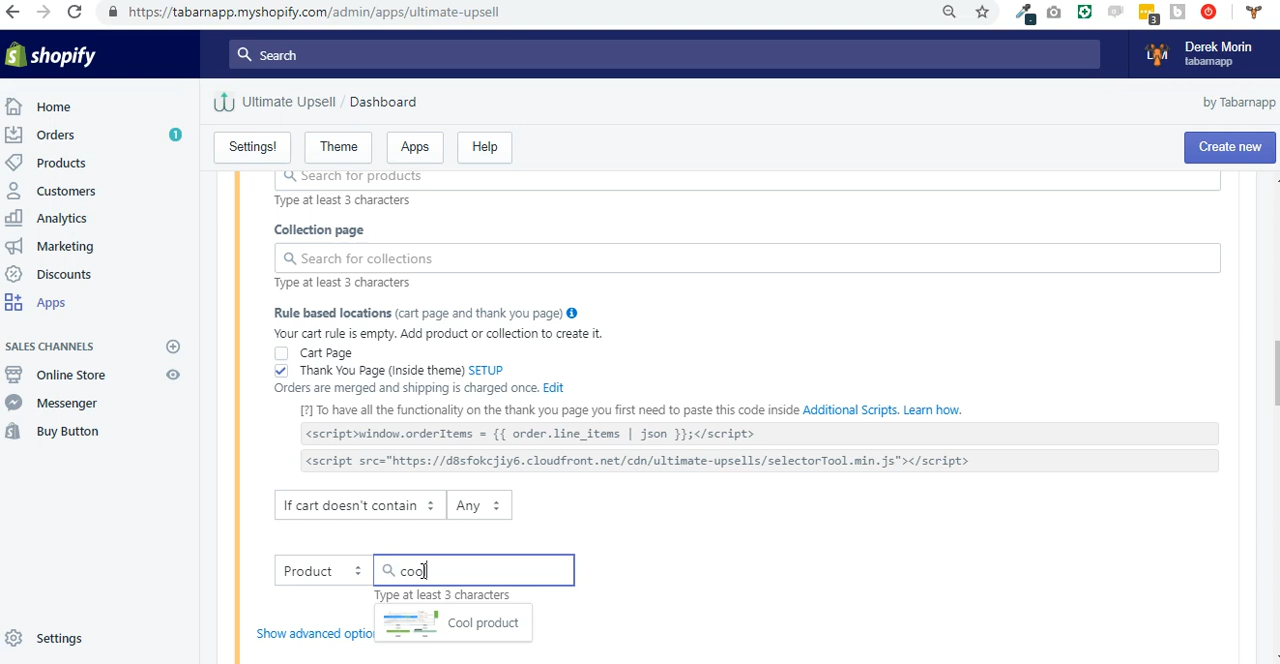 https://tabarnapp.myshopify.com/admin/apps/ultimate-upsell
3
shopify
Search
Derek Morin
tabarnapp
Home
Orders
1
Products
Customers
Analytics
Marketing
Discounts
Apps
SALES CHANNELS
Online Store
Messenger
Buy Button
Settings
Ultimate Upsell / Dashboard
by Tabarnapp
Settings!
Theme
Apps
Help
Create new
Search for products
Type at least 3 characters
Collection page
Search for collections
Type at least 3 characters
Rule based locations (cart page and thank you page)
Your cart rule is empty. Add product or collection to create it.
Cart Page
Thank You Page (Inside theme) SETUP
Orders are merged and shipping is charged once. Edit
[?] To have all the functionality on the thank you page you first need to paste this code inside Additional Scripts. Learn how.
<script>window.orderItems = {{ order.line_items | json }};</script>
<script src="https://d8sfokcjiy6.cloudfront.net/cdn/ultimate-upsells/selectorTool.min.js"></script>
If cart doesn't contain
Any
Product
cool
Type at least 3 characters
Cool product
Show advanced optio